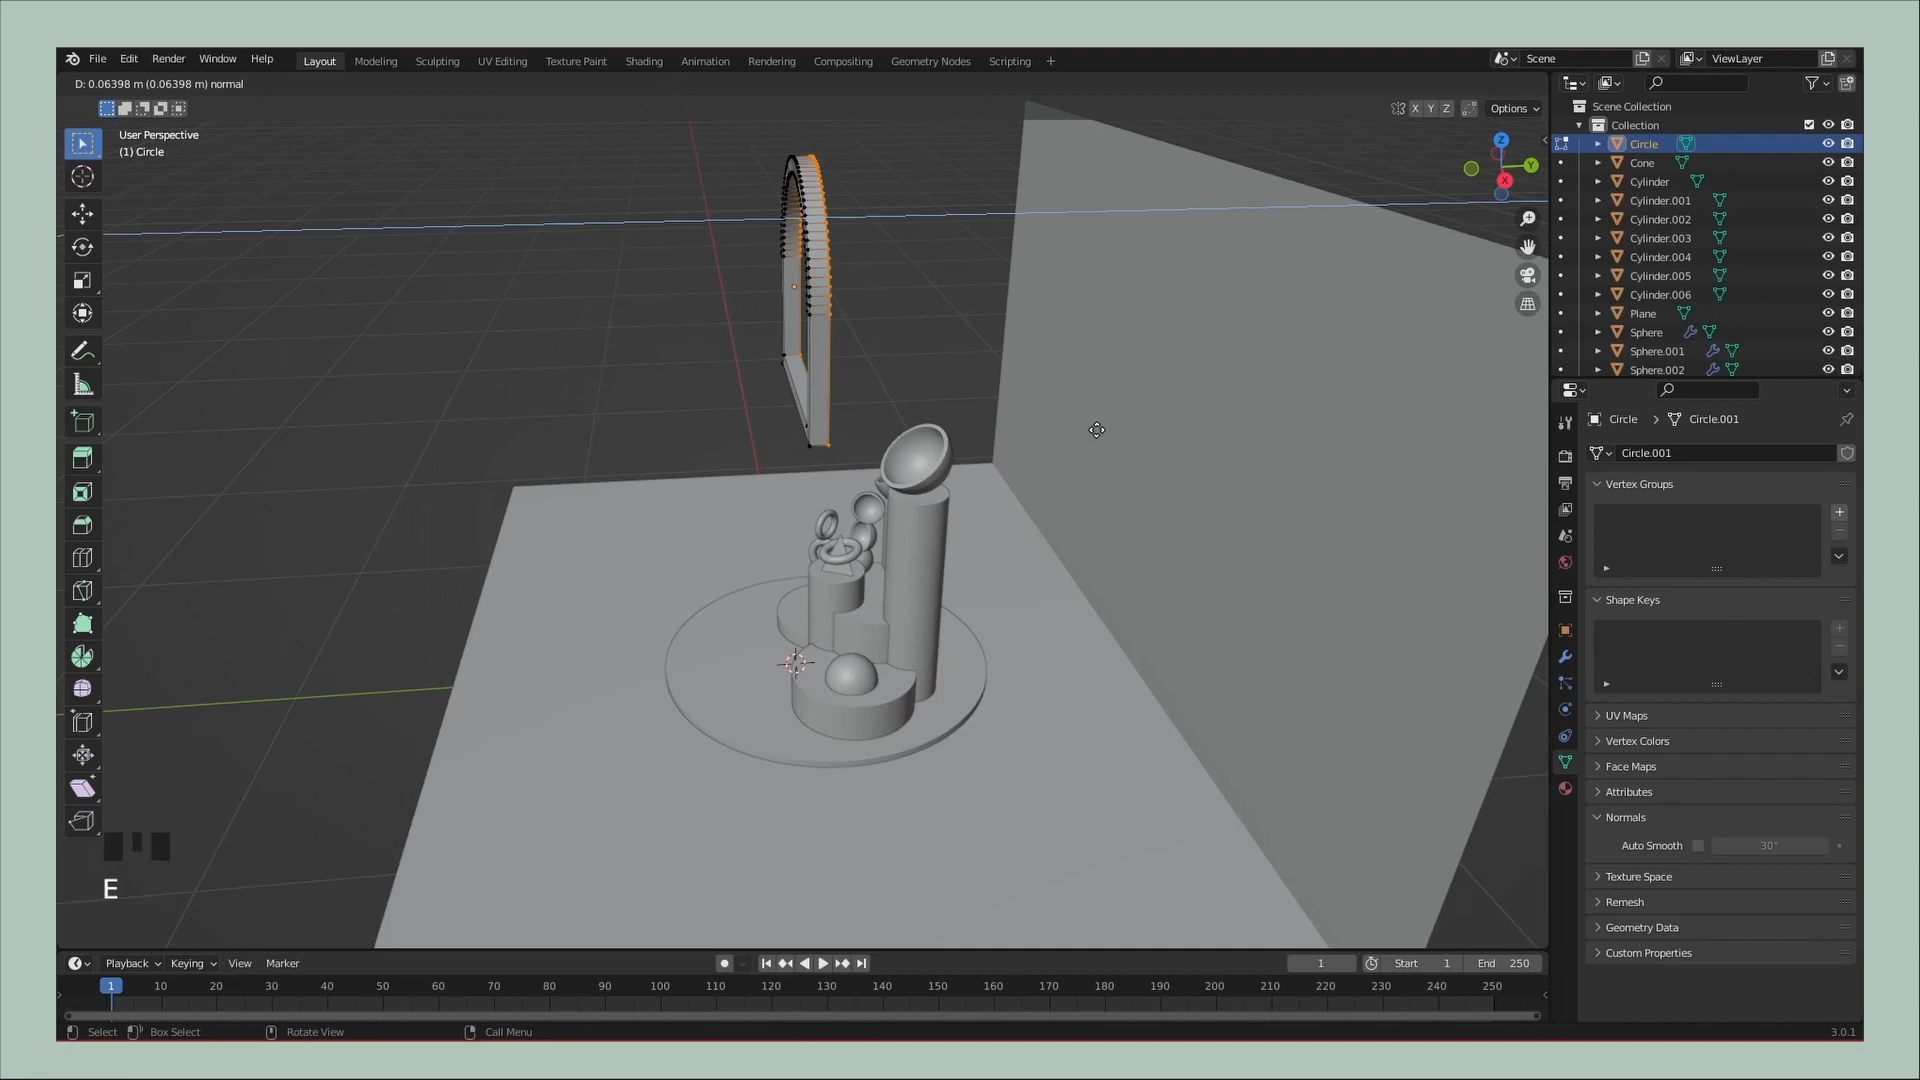 File Edit Render Window Help Layout Modeling Sculpting UV Editing Texture Paint Shading Animation Rendering Compositing Geometry Nodes Scripting + Scene ViewLayer
D: 0.06398 m (0.06398 m) normal
X Y Z Options
User Perspective
(1) Circle
Z
Y
X
Scene Collection
Collection
Circle
Cone
Cylinder
Cylinder.001
Cylinder.002
Cylinder.003
Cylinder.004
Cylinder.005
Cylinder.006
Plane
Sphere
Sphere.001
Sphere.002
Circle > Circle.001
Circle.001
Vertex Groups
Shape Keys
UV Maps
Vertex Colors
Face Maps
Attributes
Normals
Auto Smooth 30°
Texture Space
Remesh
Geometry Data
Custom Properties
E
Playback Keying View Marker 1 Start 1 End 250
1 10 20 30 40 50 60 70 80 90 100 110 120 130 140 150 160 170 180 190 200 210 220 230 240 250
Select Box Select Rotate View Call Menu 3.0.1